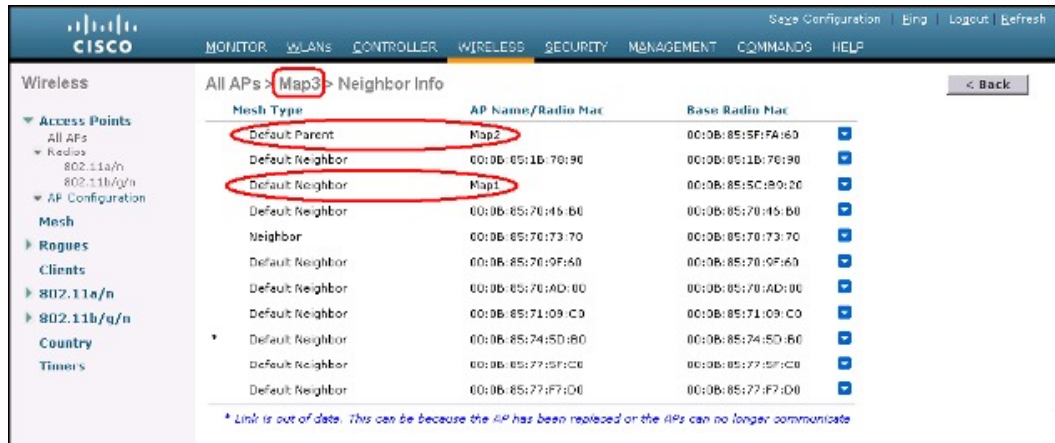 Save Configuration | Ping | Logout | Refresh
CISCO
MONITOR WLANs CONTROLLER WIRELESS SECURITY MANAGEMENT COMMANDS HELP
Wireless
Access Points
All APs
Radios
802.11a/n
802.11b/g/n
AP Configuration
Mesh
Rogues
Clients
802.11a/n
802.11b/g/n
Country
Timers
All APs > Map3 > Neighbor Info
< Back
Mesh Type AP Name/Radio Mac Base Radio Mac
Default Parent Map2 00:0B:85:5F:FA:60
Default Neighbor 00:0B:85:1B:78:90 00:0B:85:1B:78:90
Default Neighbor Map1 00:0B:85:5C:B9:20
Default Neighbor 00:0B:85:70:46:B0 00:0B:85:70:46:B0
Neighbor 00:0B:85:70:73:70 00:0B:85:70:73:70
Default Neighbor 00:0B:85:70:9F:60 00:0B:85:70:9F:60
Default Neighbor 00:0B:85:70:AD:00 00:0B:85:70:AD:00
Default Neighbor 00:0B:85:71:09:C0 00:0B:85:71:09:C0
* Default Neighbor 00:0B:85:74:5D:B0 00:0B:85:74:5D:B0
Default Neighbor 00:0B:85:77:5F:C0 00:0B:85:77:5F:C0
Default Neighbor 00:0B:85:77:F7:D0 00:0B:85:77:F7:D0
* Link is out of date. This can be because the AP has been replaced or the APs can no longer communicate